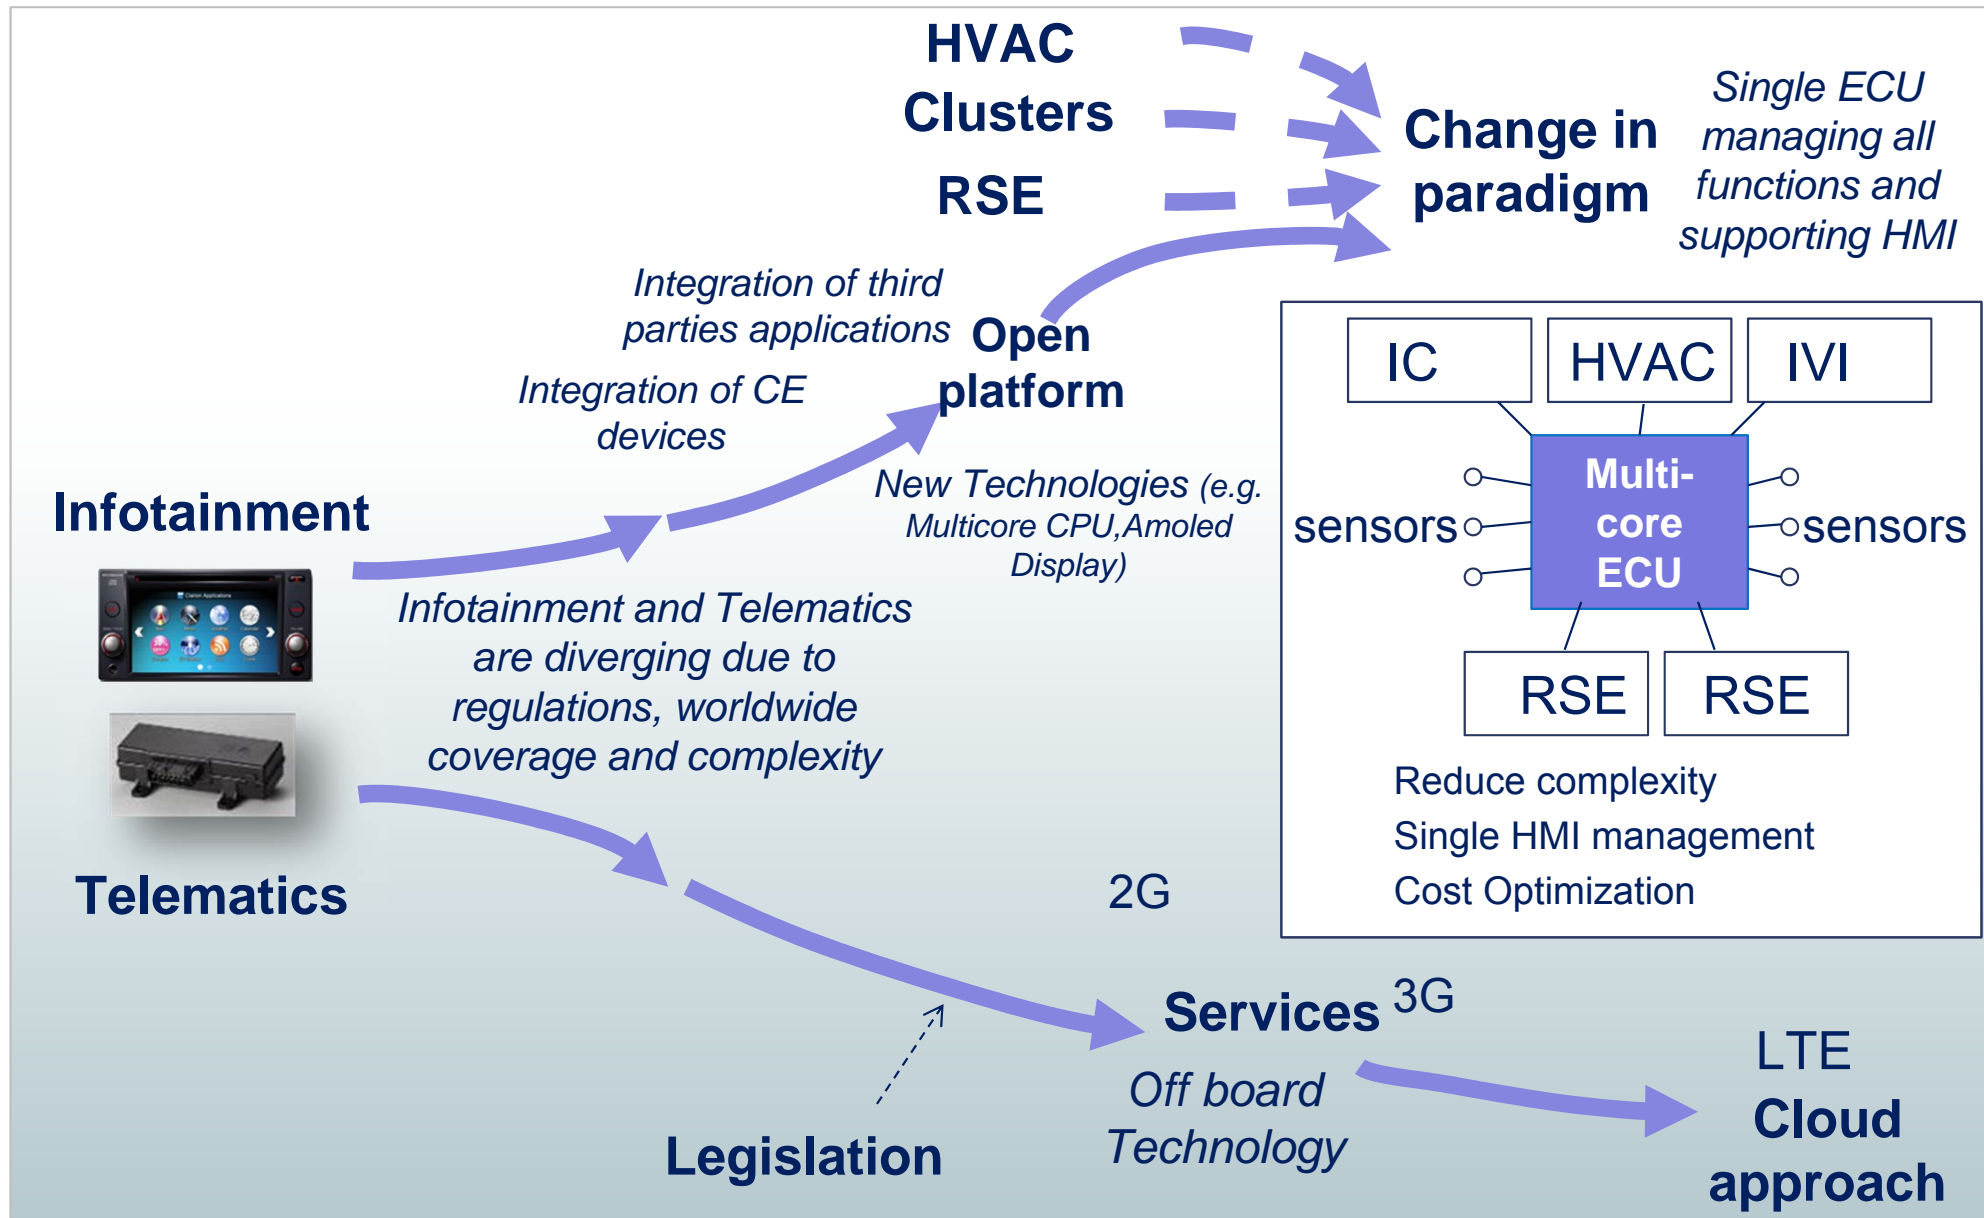 HVAC
Clusters
RSE
Change in
paradigm
Single ECU
managing all
functions and
supporting HMI
Integration of third
parties applications
Open
platform
Integration of CE
devices
New Technologies (e.g.
Multicore CPU,Amoled
Display)
Infotainment
Clarion Applications
Infotainment and Telematics
are diverging due to
regulations, worldwide
coverage and complexity
Telematics
IC
HVAC
IVI
sensors
Multi-
core
ECU
sensors
RSE
RSE
Reduce complexity
Single HMI management
Cost Optimization
2G
Services
3G
Off board
Technology
Legislation
LTE
Cloud
approach